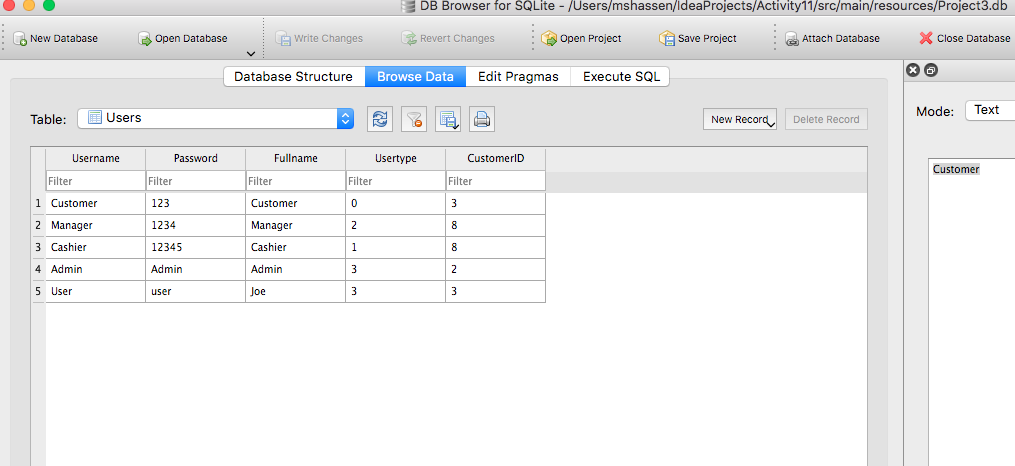 DB Browser for SQLite - /Users/mshassen/IdeaProjects/Activity11/src/main/resources/Project3.db
New Database Open Database Write Changes Revert Changes Open Project Save Project Attach Database Close Database
Database Structure Browse Data Edit Pragmas Execute SQL
Table: Users New Record Delete Record
Mode: Text
Username Password Fullname Usertype CustomerID
Filter Filter Filter Filter Filter
1 Customer 123 Customer 0 3
2 Manager 1234 Manager 2 8
3 Cashier 12345 Cashier 1 8
4 Admin Admin Admin 3 2
5 User user Joe 3 3
Customer